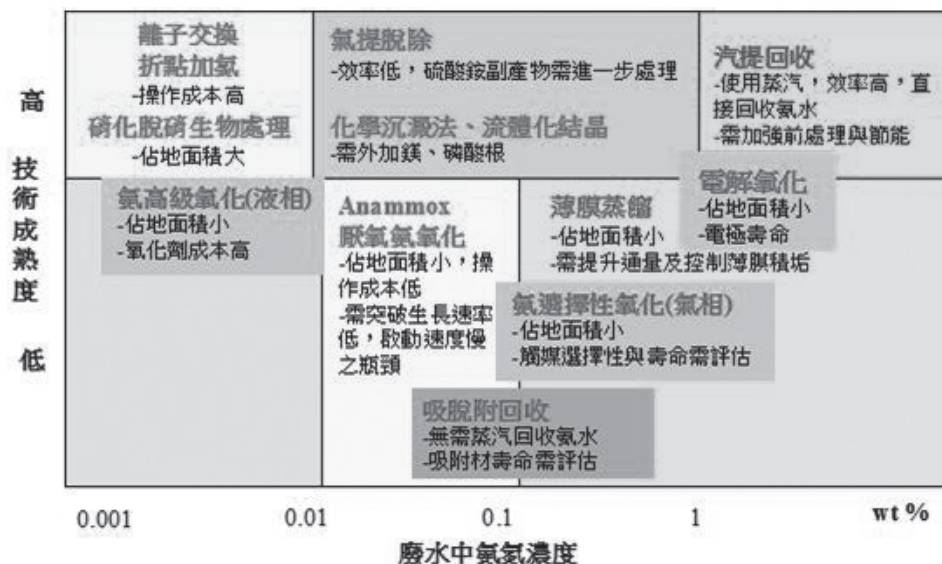 離子交換
折點加氯
-操作成本高
硝化脫硝生物處理
-佔地面積大
氣提脫除
-效率低，硫酸銨副產物需進一步處理
化學沉澱法、流體化結晶
-需外加鎂、磷酸根
汽提回收
-使用蒸汽，效率高，直
接回收氨水
-需加強前處理與節能
高
技術成熟度
低
氨高級氧化(液相)
-佔地面積小
-氧化劑成本高
Anammox
厭氧氨氧化
-佔地面積小，操
作成本低
-需突破生長速率
低，啟動速度慢
之瓶頸
薄膜蒸餾
-佔地面積小
-需提升通量及控制薄膜積垢
電解氧化
-佔地面積小
-電極壽命
氨選擇性氧化(氣相)
-佔地面積小
-觸媒選擇性與壽命需評估
吸脫附回收
-無需蒸汽回收氨水
-吸附材壽命需評估
0.001 0.01 0.1 1 wt %
廢水中氨氮濃度